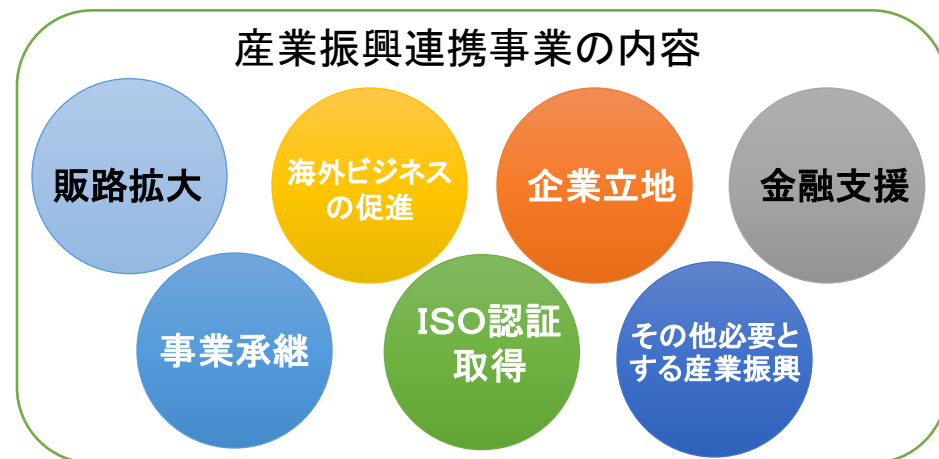 産業振興連携事業の内容
販路拡大
海外ビジネス
の促進
企業立地
金融支援
事業承継
ISO認証
取得
その他必要と
する産業振興